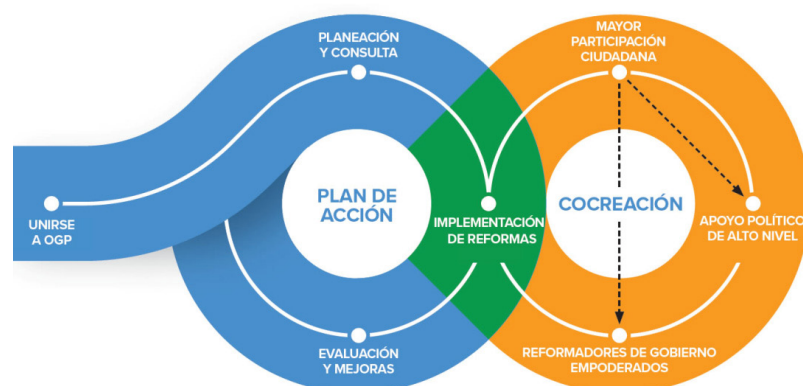 PLANEACIÓN
Y CONSULTA
MAYOR
PARTICIPACIÓN
CIUDADANA
UNIRSE
A OGP
PLAN DE
ACCIÓN
IMPLEMENTACIÓN
DE REFORMAS
COCREACIÓN
APOYO POLÍTICO
DE ALTO NIVEL
EVALUACIÓN
Y MEJORAS
REFORMADORES DE GOBIERNO
EMPODERADOS